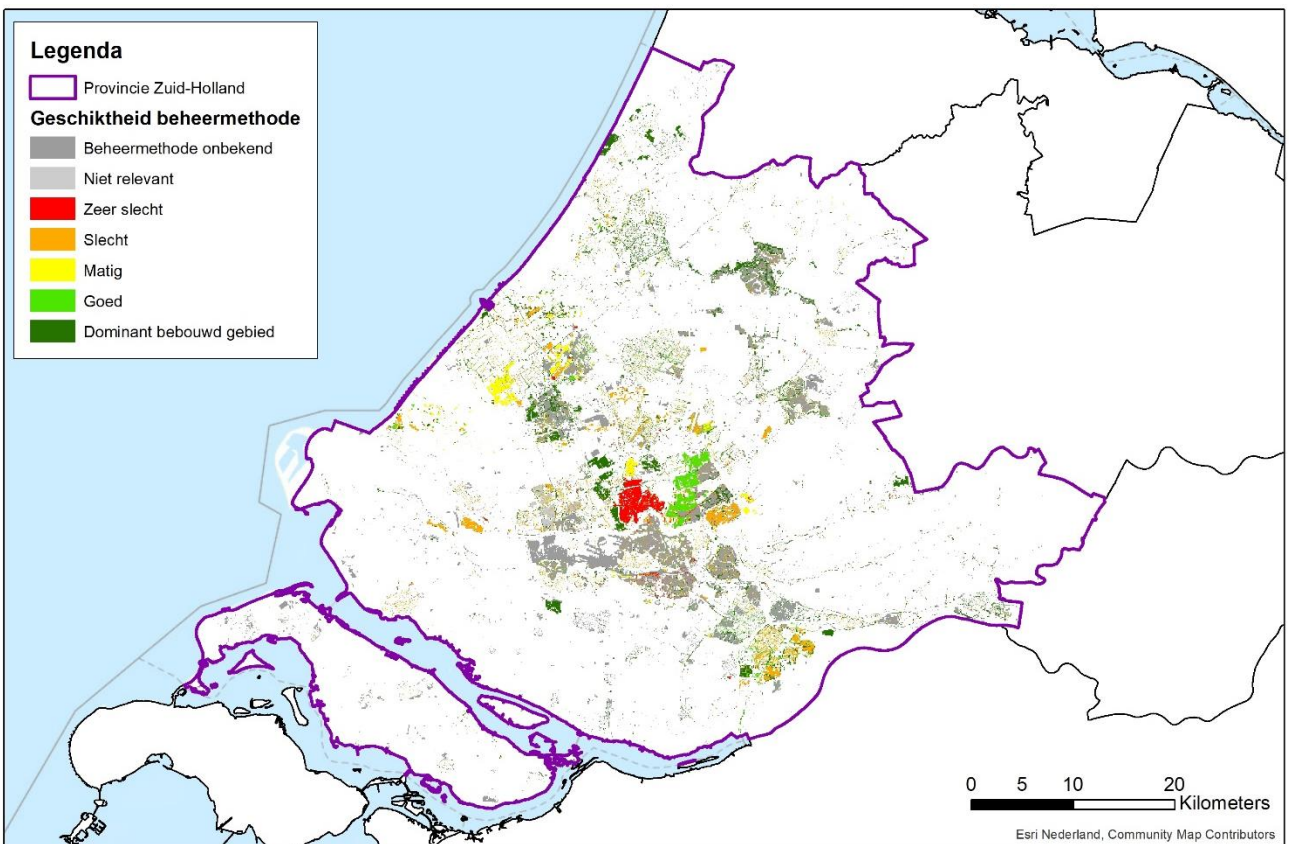 Legenda
Provincie Zuid-Holland
Geschiktheid beheermethode
Beheermethode onbekend
Niet relevant
Zeer slecht
Slecht
Matig
Goed
Dominant bebouwd gebied
0 5 10 20
Kilometers
Esri Nederland, Community Map Contributors